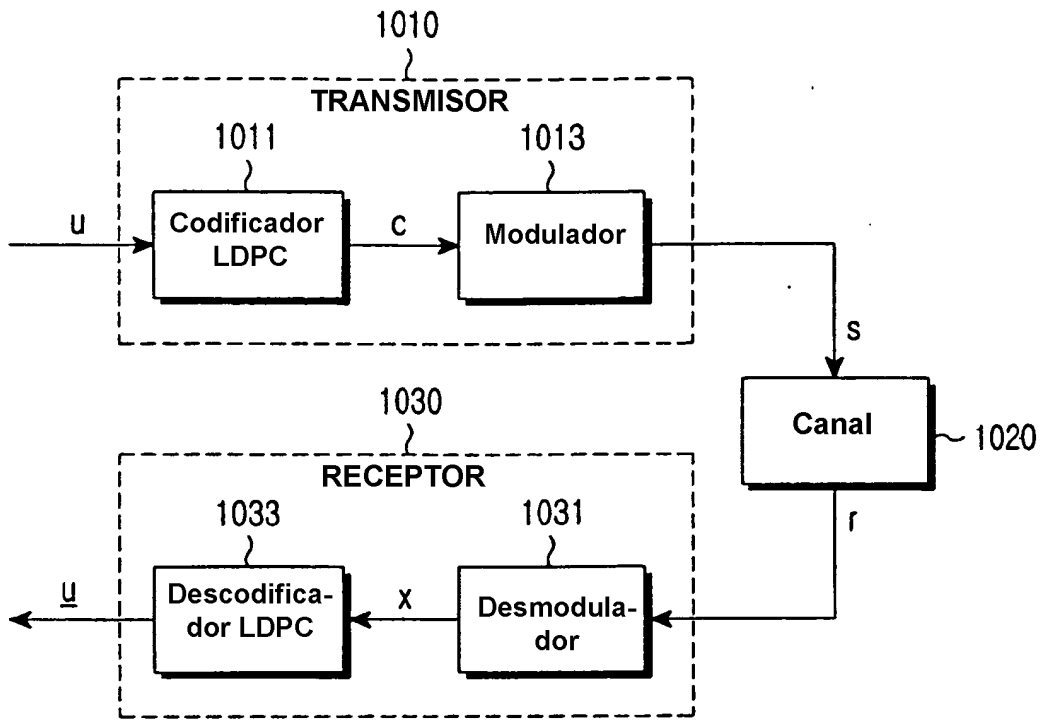 1010
TRANSMISOR
1011
1013
u
Codificador
LDPC
c
Modulador
s
Canal
1020
1030
RECEPTOR
1033
1031
r
u
Descodifica-
dor LDPC
x
Desmodula-
dor